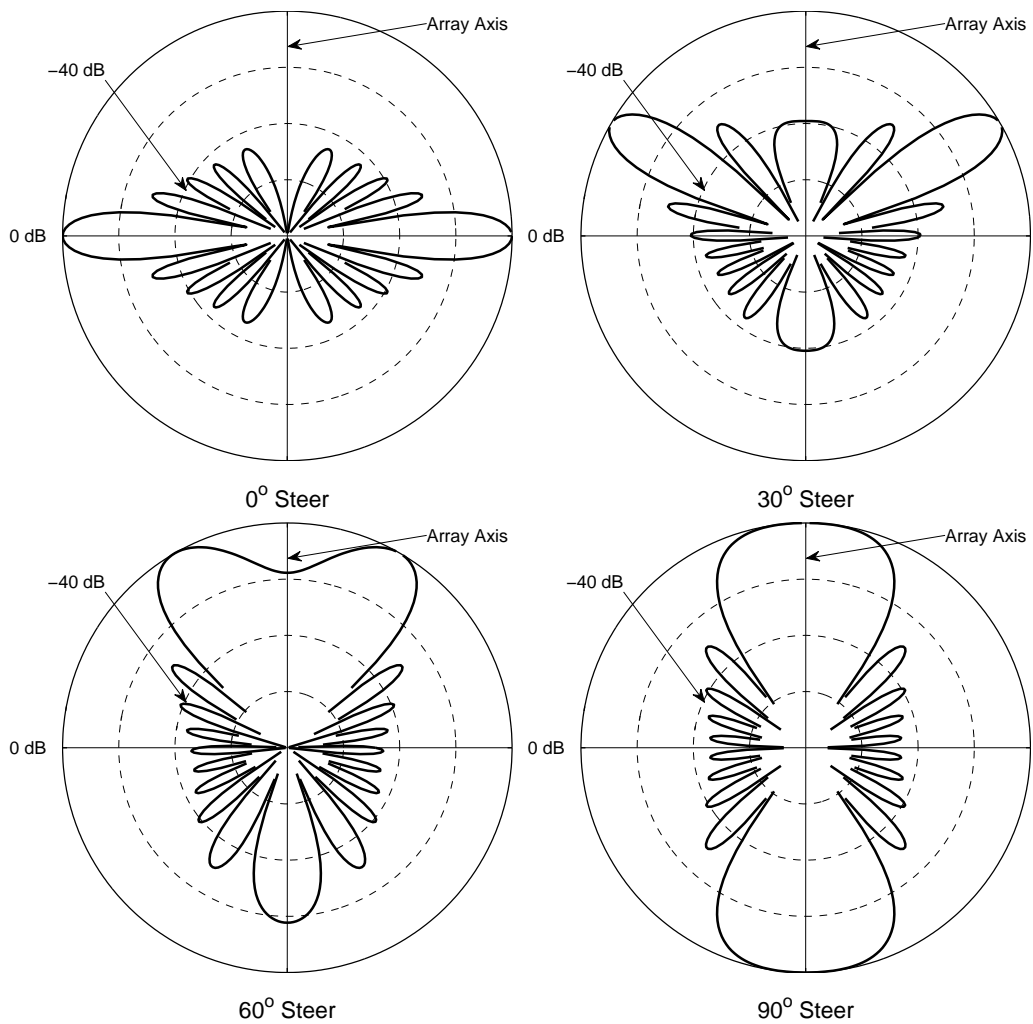 Array Axis
−40 dB
0 dB
0° Steer
Array Axis
−40 dB
0 dB
30° Steer
Array Axis
−40 dB
0 dB
60° Steer
Array Axis
−40 dB
0 dB
90° Steer